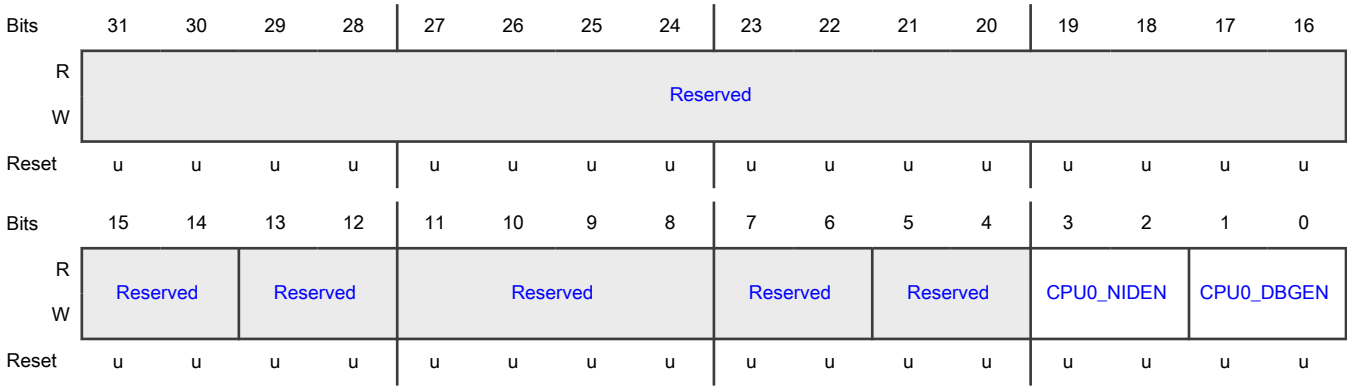 Bits 31 30 29 28 27 26 25 24 23 22 21 20 19 18 17 16
R
Reserved
W
Reset u u u u u u u u u u u u u u u u
Bits 15 14 13 12 11 10 9 8 7 6 5 4 3 2 1 0
R
Reserved Reserved Reserved Reserved Reserved CPU0_NIDEN CPU0_DBGEN
W
Reset u u u u u u u u u u u u u u u u